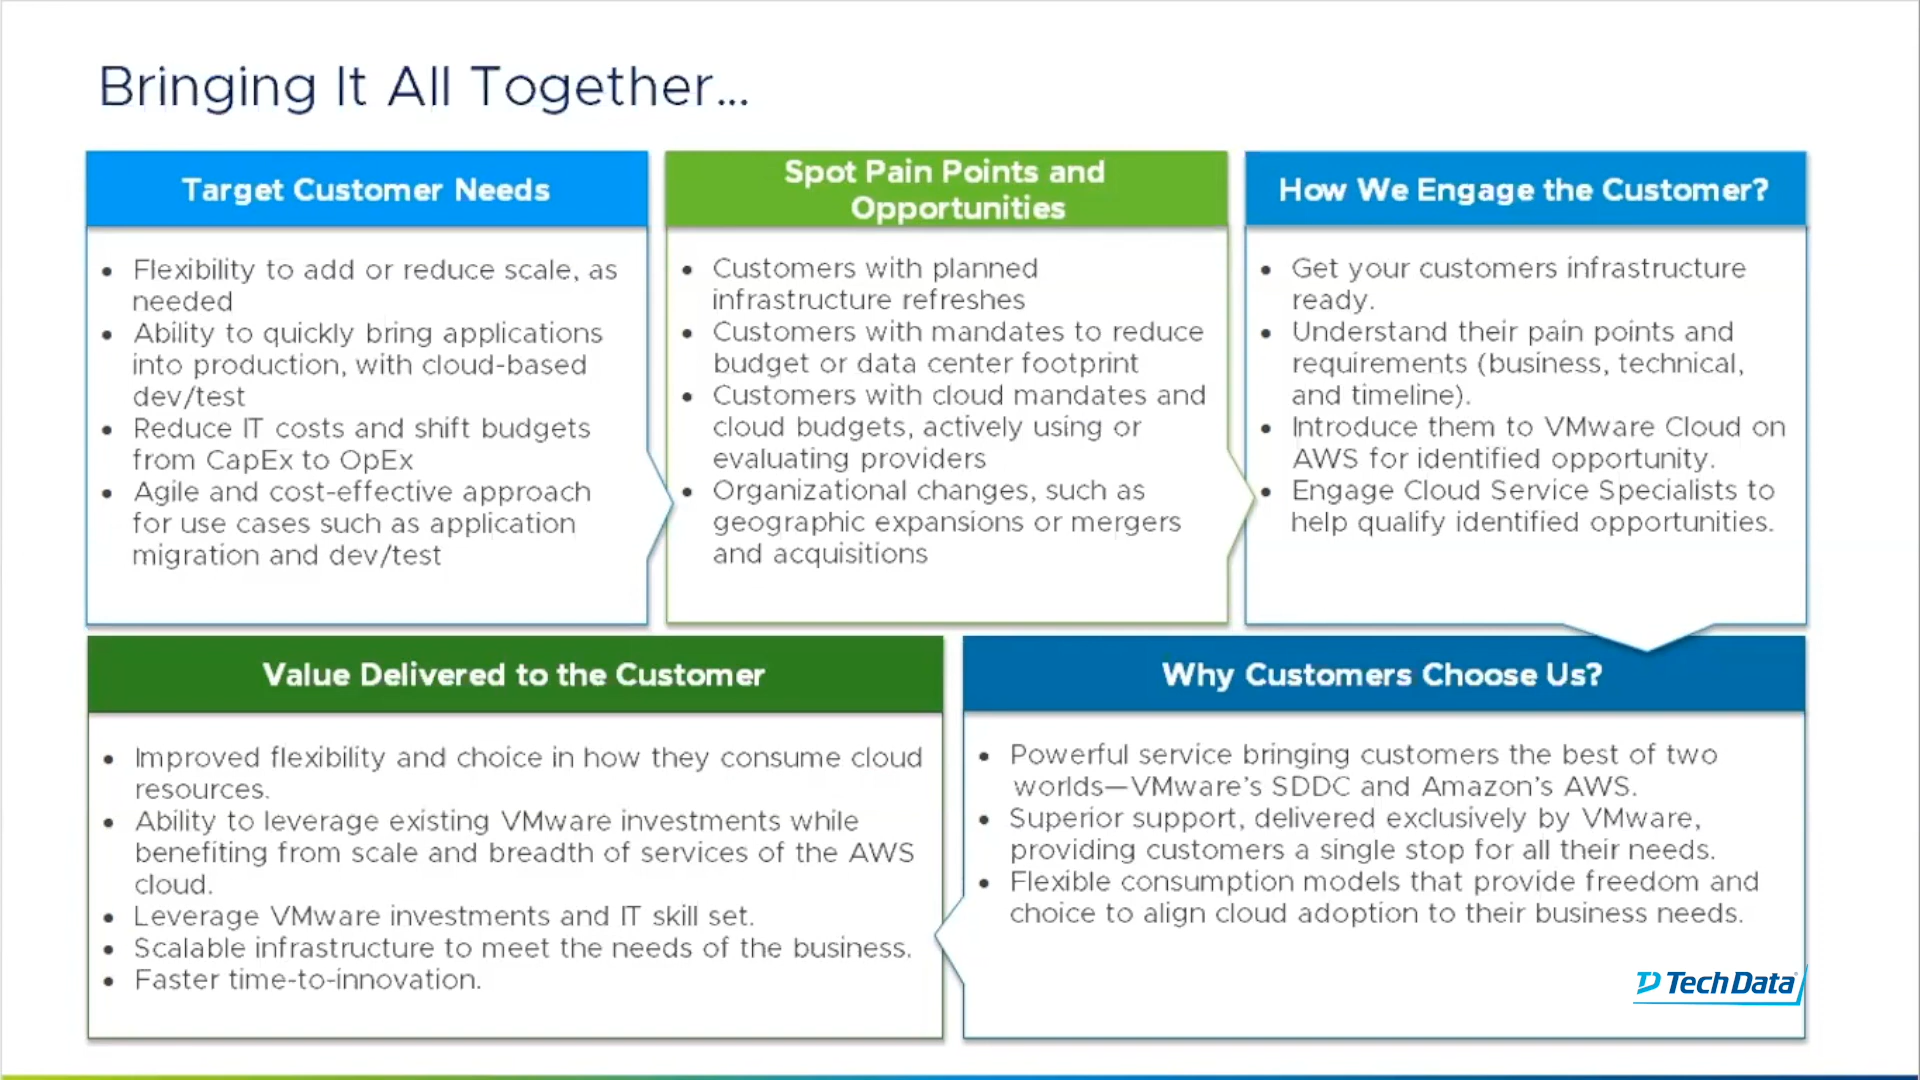 Bringing It All Together...
Target Customer Needs
• Flexibility to add or reduce scale, as
needed
• Ability to quickly bring applications
into production, with cloud-based
dev/test
• Reduce IT costs and shift budgets
from CapEx to OpEx
• Agile and cost-effective approach
for use cases such as application
migration and dev/test
Spot Pain Points and
Opportunities
• Customers with planned
infrastructure refreshes
• Customers with mandates to reduce
budget or data center footprint
• Customers with cloud mandates and
cloud budgets, actively using or
evaluating providers
• Organizational changes, such as
geographic expansions or mergers
and acquisitions
How We Engage the Customer?
• Get your customers infrastructure
ready.
• Understand their pain points and
requirements (business, technical,
and timeline).
• Introduce them to VMware Cloud on
AWS for identified opportunity.
• Engage Cloud Service Specialists to
help qualify identified opportunities.
Why Customers Choose Us?
• Powerful service bringing customers the best of two
worlds—VMware's SDDC and Amazon's AWS.
• Superior support, delivered exclusively by VMware,
providing customers a single stop for all their needs.
• Flexible consumption models that provide freedom and
choice to align cloud adoption to their business needs.
Value Delivered to the Customer
• Improved flexibility and choice in how they consume cloud
resources.
• Ability to leverage existing VMware investments while
benefiting from scale and breadth of services of the AWS
cloud.
• Leverage VMware investments and IT skill set.
• Scalable infrastructure to meet the needs of the business.
• Faster time-to-innovation.
Tech Data